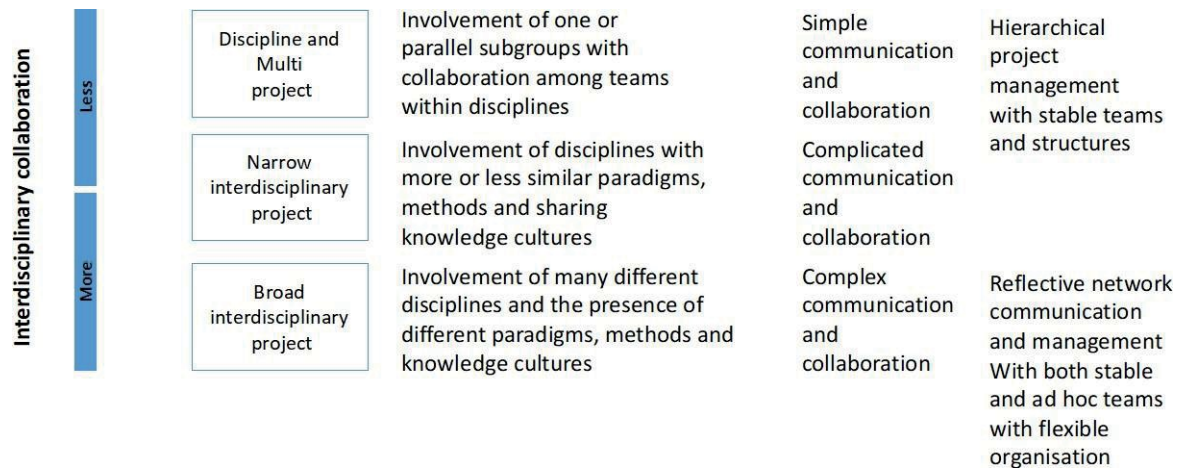 Interdisciplinary collaboration
Less
More
Discipline and
Multi
project
Involvement of one or
parallel subgroups with
collaboration among teams
within disciplines
Simple
communication
and
collaboration
Hierarchical
project
management
with stable teams
and structures
Narrow
interdisciplinary
project
Involvement of disciplines with
more or less similar paradigms,
methods and sharing
knowledge cultures
Complicated
communication
and
collaboration
Broad
interdisciplinary
project
Involvement of many different
disciplines and the presence of
different paradigms, methods and
knowledge cultures
Complex
communication
and
collaboration
Reflective network
communication
and management
With both stable
and ad hoc teams
with flexible
organisation